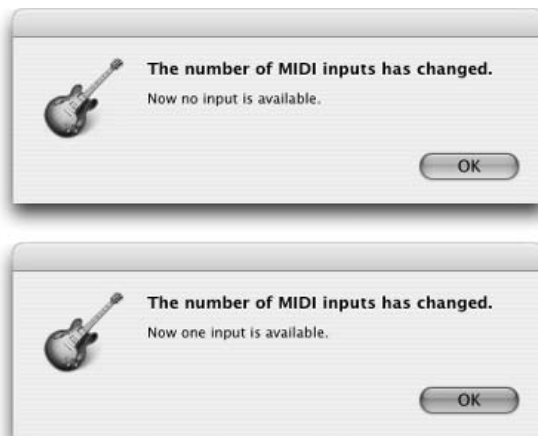 The number of MIDI inputs has changed.
Now no input is available.
OK
The number of MIDI inputs has changed.
Now one input is available.
OK